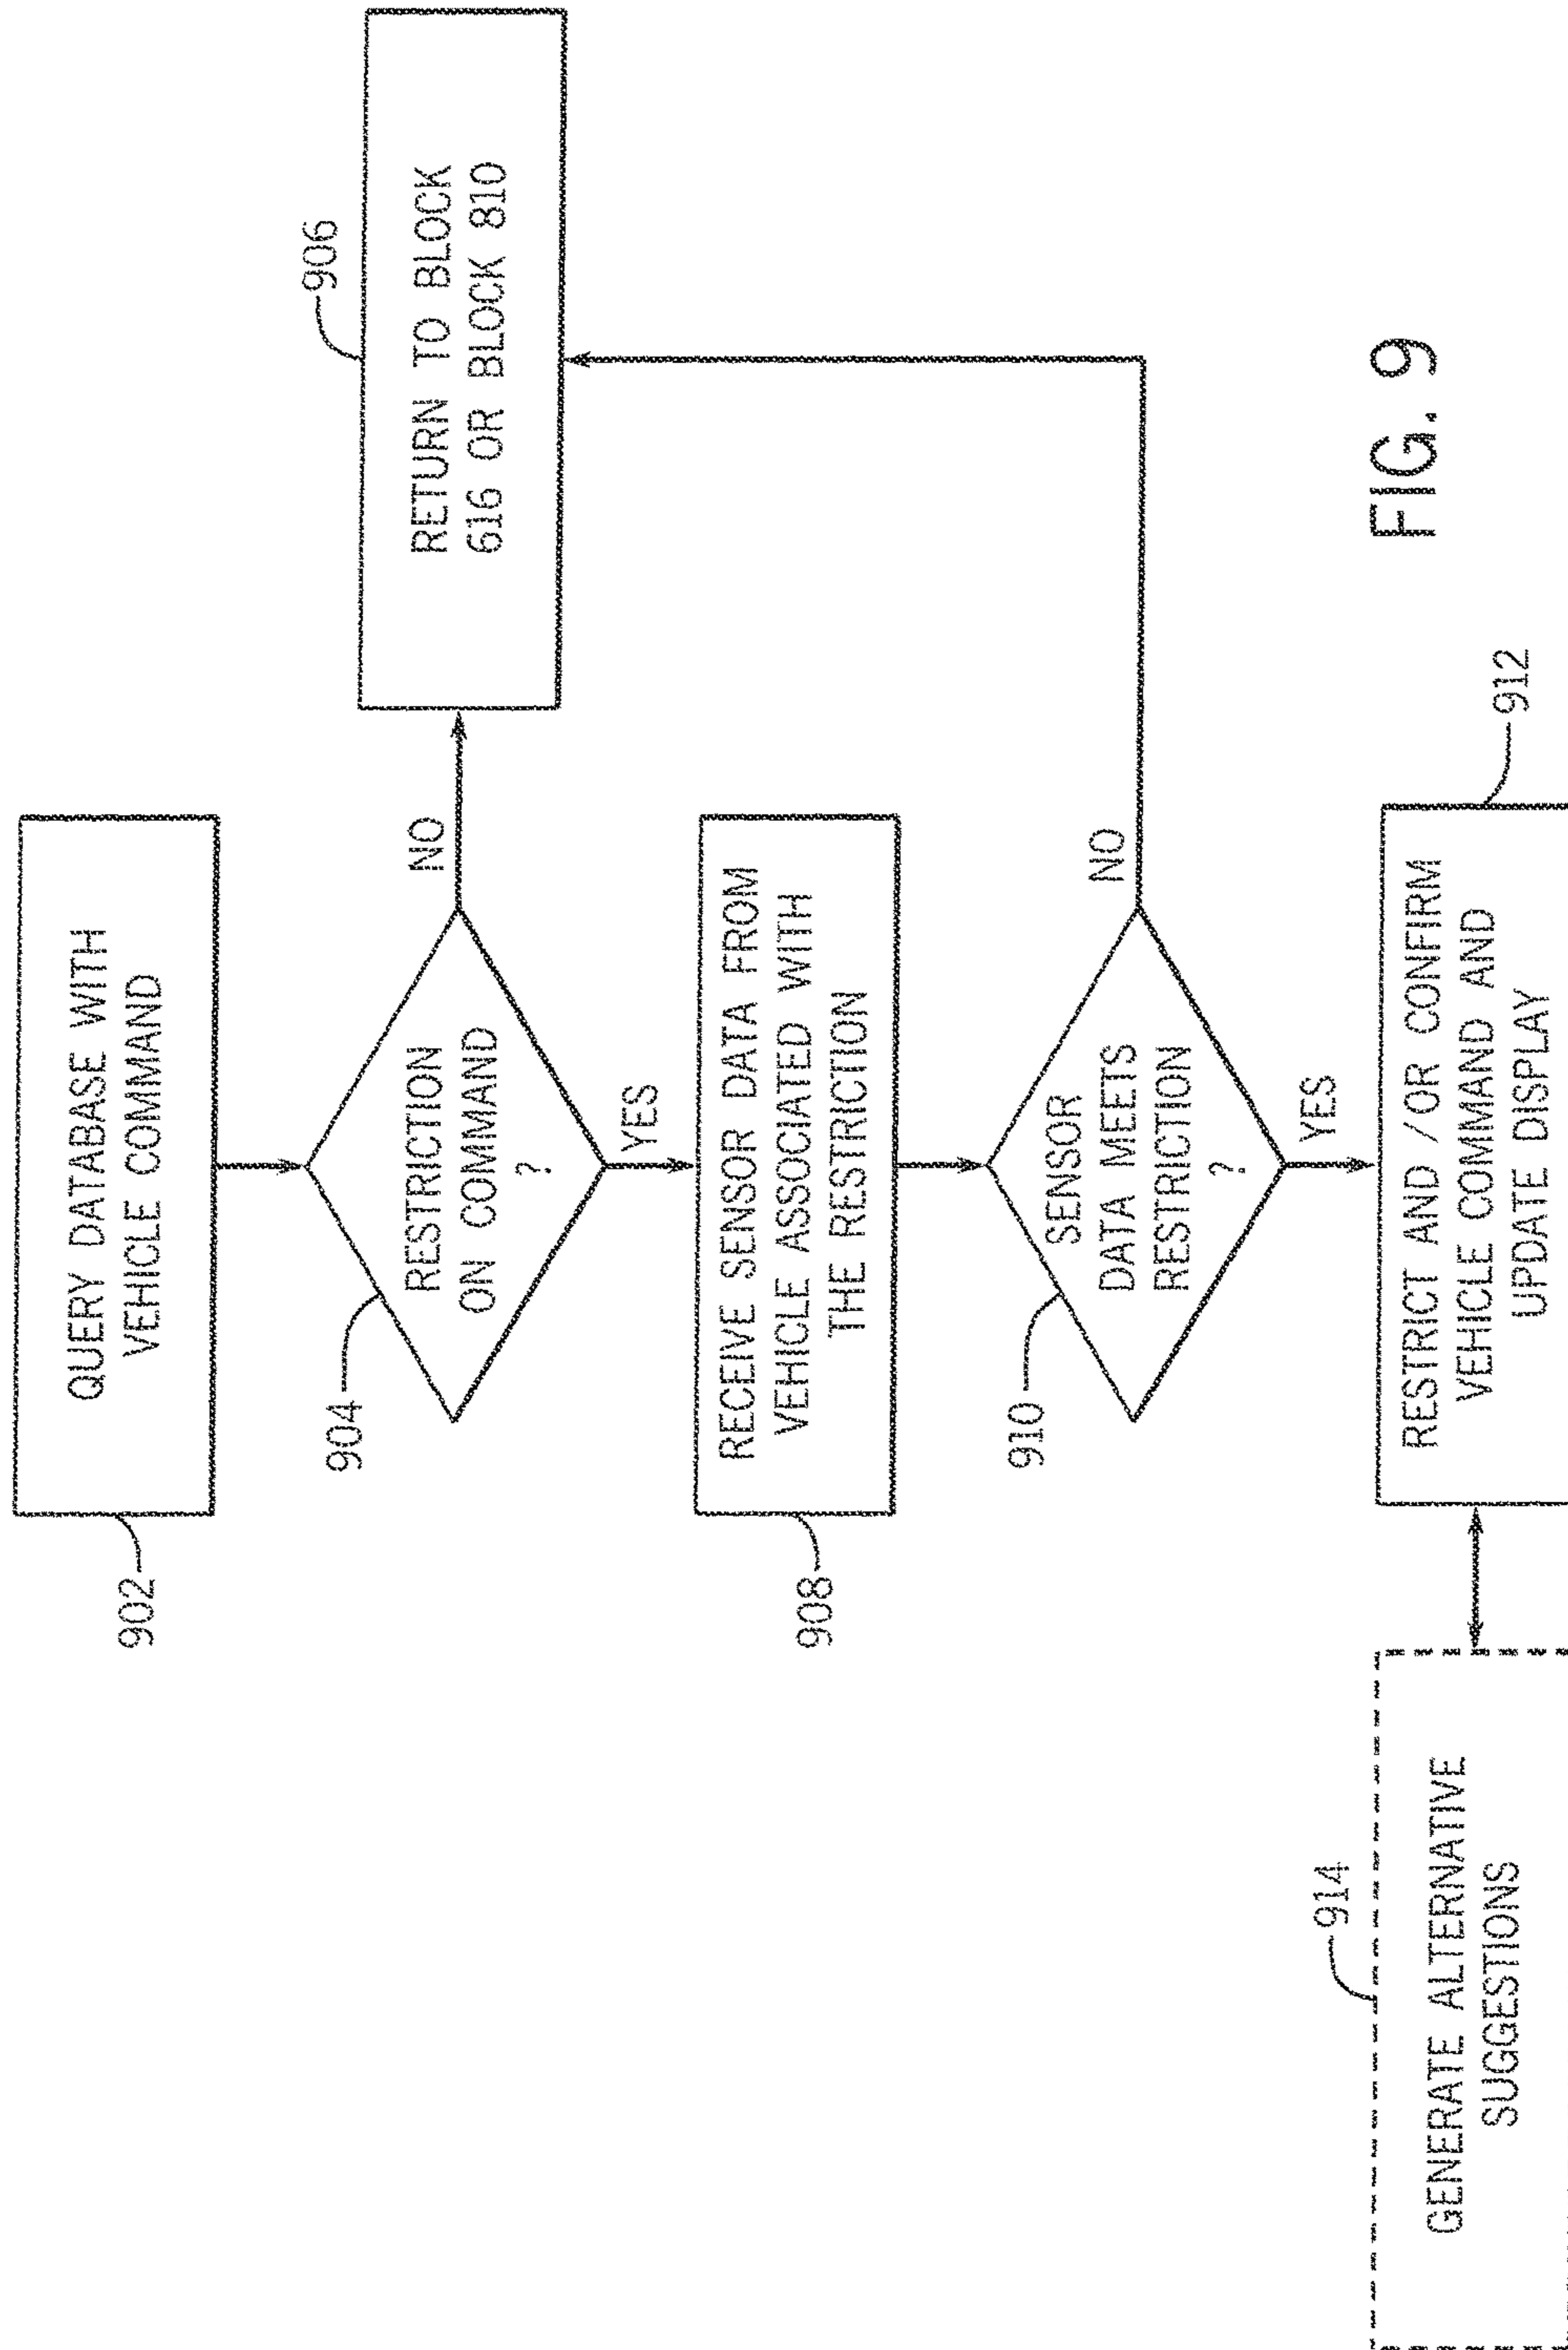 902
QUERY DATABASE WITH
VEHICLE COMMAND
904
RESTRICTION
ON COMMAND
?
NO
906
RETURN TO BLOCK
616 OR BLOCK 810
YES
908
RECEIVE SENSOR DATA FROM
VEHICLE ASSOCIATED WITH
THE RESTRICTION
910
SENSOR
DATA MEETS
RESTRICTION
?
NO
YES
914
GENERATE ALTERNATIVE
SUGGESTIONS
RESTRICT AND /OR CONFIRM
VEHICLE COMMAND AND
UPDATE DISPLAY
912
FIG. 9